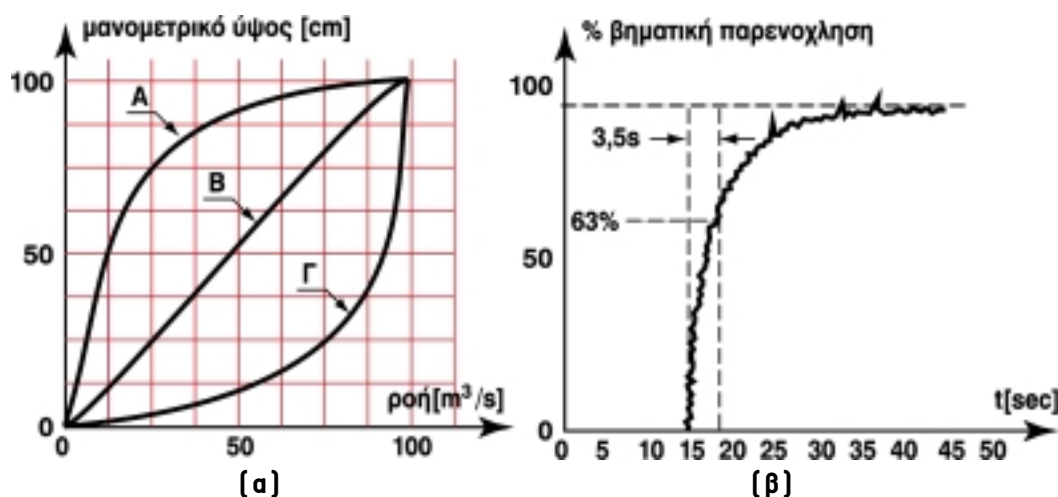 μανομετρικό ύψος [cm]
100
A
B
50
Γ
ροή[m³/s]
0
0 50 100
(α)
% βηματική παρενοχληση
100
3,5s
63%
50
t[sec]
0
0 5 10 15 20 25 30 35 40 45 50
(β)